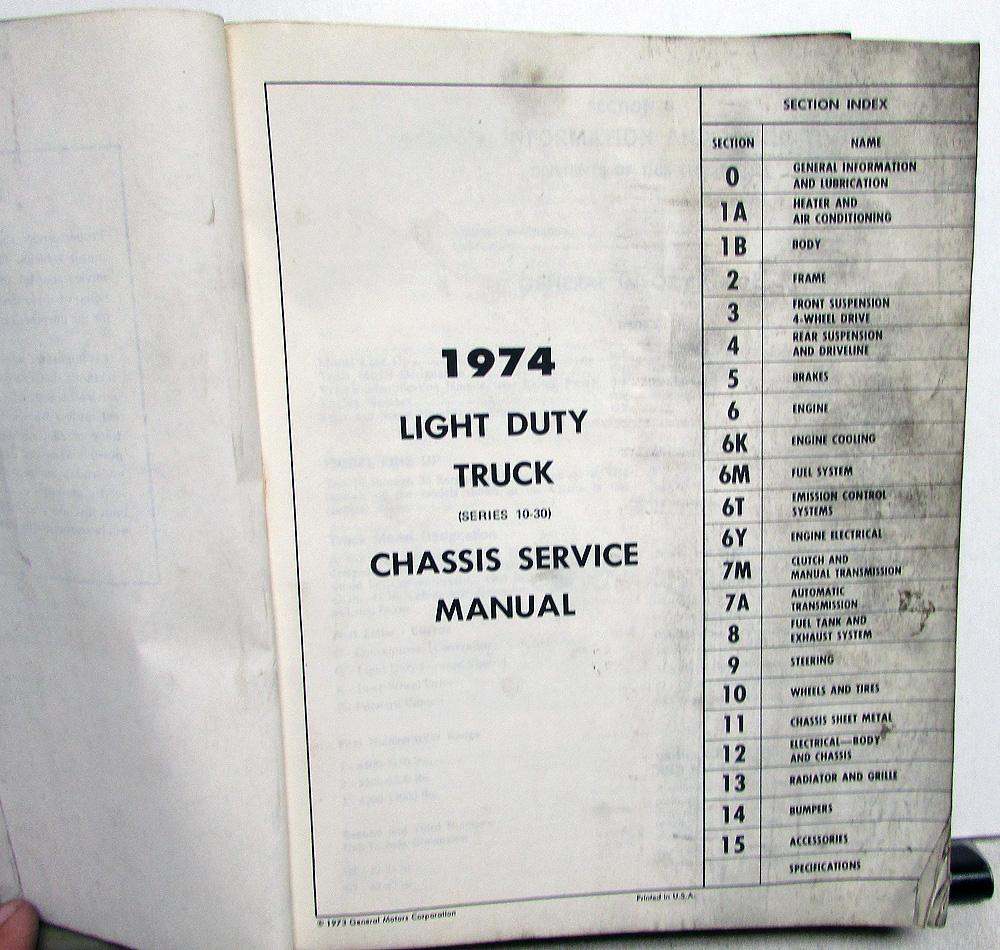 1974
LIGHT DUTY
TRUCK
(SERIES 10-30)
CHASSIS SERVICE
MANUAL
© 1973 General Motors Corporation
Printed in U.S.A.
SECTION INDEX
SECTION NAME
0 GENERAL INFORMATION
AND LUBRICATION
1A HEATER AND
AIR CONDITIONING
1B BODY
2 FRAME
3 FRONT SUSPENSION
4-WHEEL DRIVE
4 REAR SUSPENSION
AND DRIVELINE
5 BRAKES
6 ENGINE
6K ENGINE COOLING
6M FUEL SYSTEM
6T EMISSION CONTROL
SYSTEMS
6Y ENGINE ELECTRICAL
7M CLUTCH AND
MANUAL TRANSMISSION
7A AUTOMATIC
TRANSMISSION
8 FUEL TANK AND
EXHAUST SYSTEM
9 STEERING
10 WHEELS AND TIRES
11 CHASSIS SHEET METAL
12 ELECTRICAL—BODY
AND CHASSIS
13 RADIATOR AND GRILLE
14 BUMPERS
15 ACCESSORIES
SPECIFICATIONS